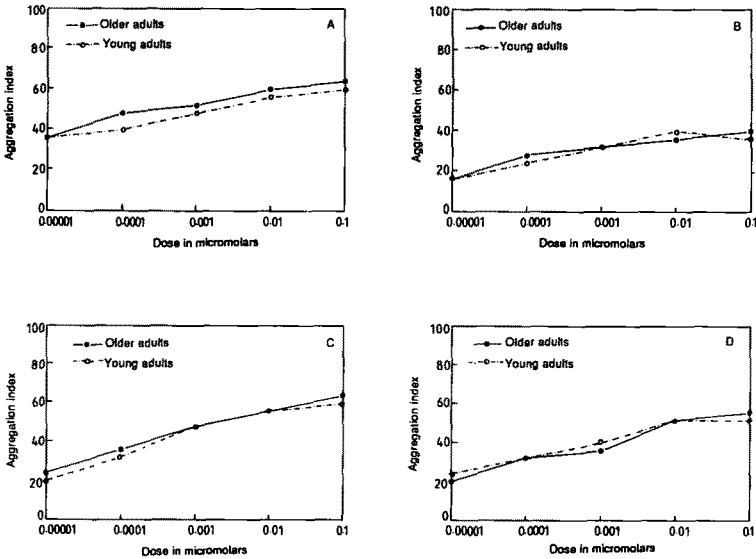 100
80
60
40
20
0
Aggregation index
Older adults
Young adults
A
0·00001 0·0001 0·001 0·01 0·1
Dose in micromolars
100
80
60
40
20
0
Aggregation index
Older adults
Young adults
B
0·00001 0·0001 0·001 0·01 0·1
Dose in micromolars
100
80
60
40
20
0
Aggregation index
Older adults
Young adults
C
0·00001 0·0001 0·001 0·01 0·1
Dose in micromolars
100
80
60
40
20
0
Aggregation index
Older adults
Young adults
D
0·00001 0·0001 0·001 0·01 0·1
Dose in micromolars